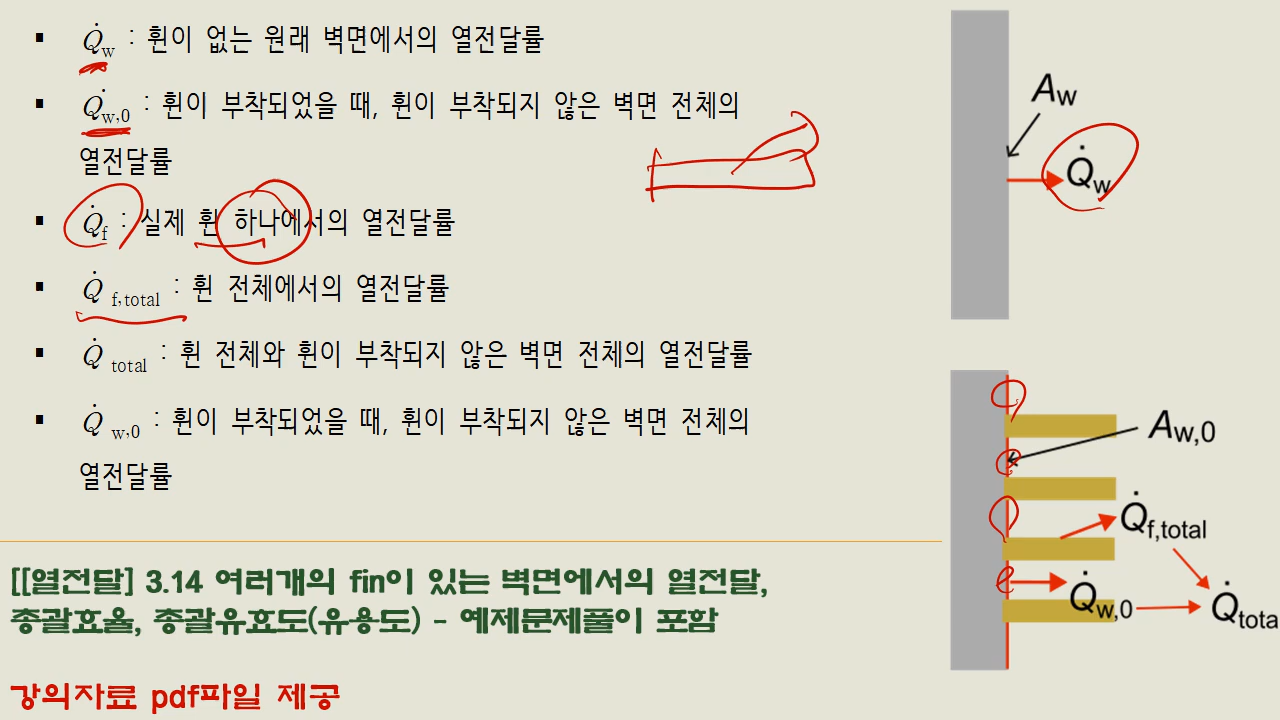 ▪ Q̇w : 휜이 없는 원래 벽면에서의 열전달률
▪ Q̇w,0 : 휜이 부착되었을 때, 휜이 부착되지 않은 벽면 전체의
열전달률
▪ Q̇f : 실제 휜 하나에서의 열전달률
▪ Q̇ f,total : 휜 전체에서의 열전달률
▪ Q̇ total : 휜 전체와 휜이 부착되지 않은 벽면 전체의 열전달률
▪ Q̇ w,0 : 휜이 부착되었을 때, 휜이 부착되지 않은 벽면 전체의
열전달률
[[열전달] 3.14 여러개의 fin이 있는 벽면에서의 열전달,
총괄효율, 총괄유효도(유용도) - 예제문제풀이 포함
강의자료 pdf파일 제공
Aw
Q̇w
Aw,0
Q̇f,total
Q̇w,0
Q̇tota